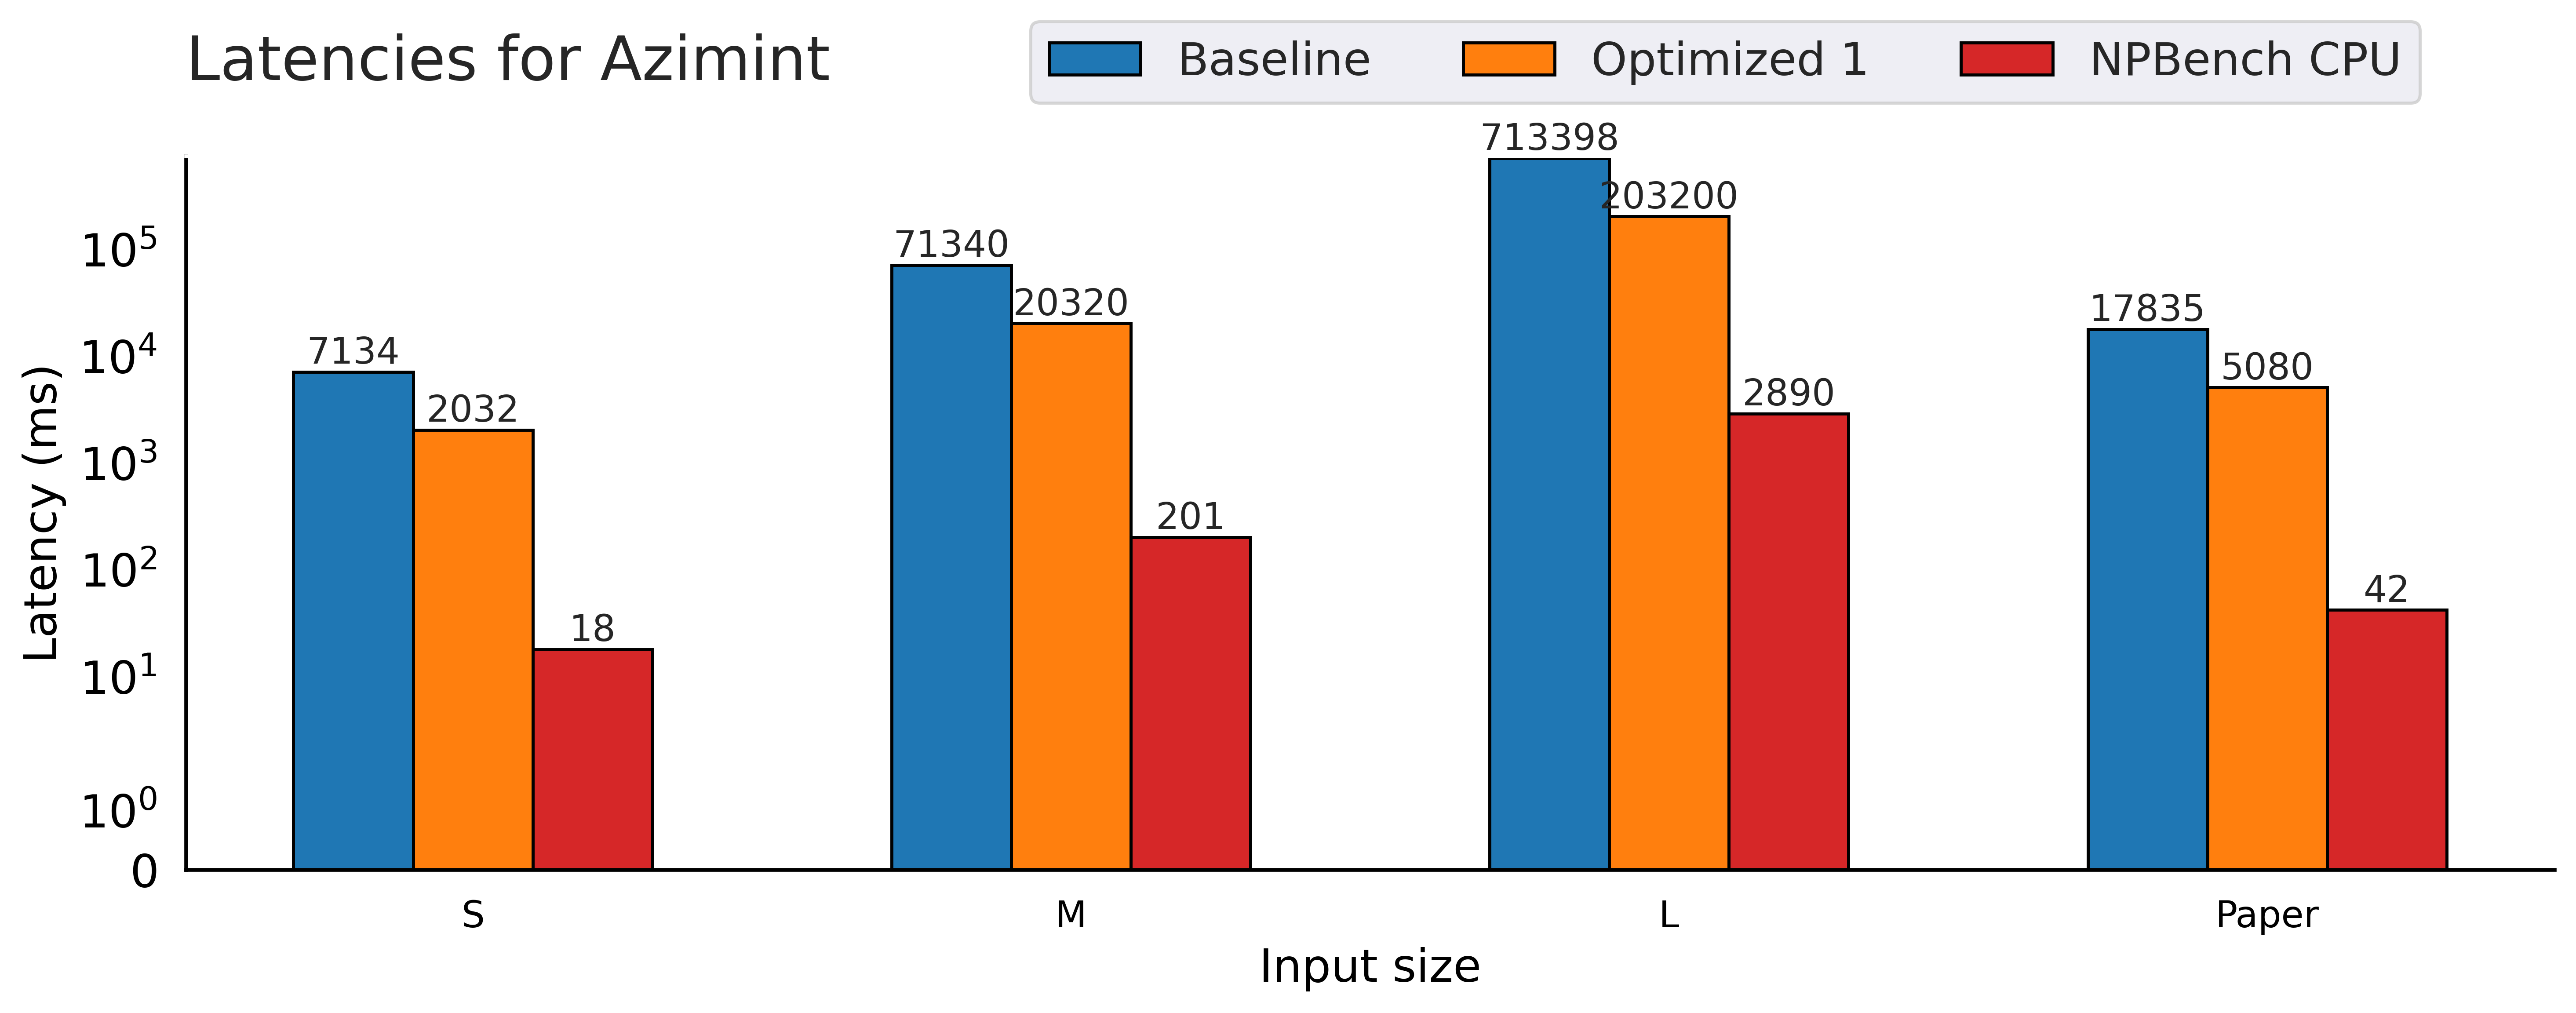 Latencies for Azimint
Baseline
Optimized 1
NPBench CPU
Latency (ms)
10^5
10^4
10^3
10^2
10^1
10^0
0
7134
2032
18
71340
20320
201
713398
203200
2890
17835
5080
42
S
M
L
Paper
Input size